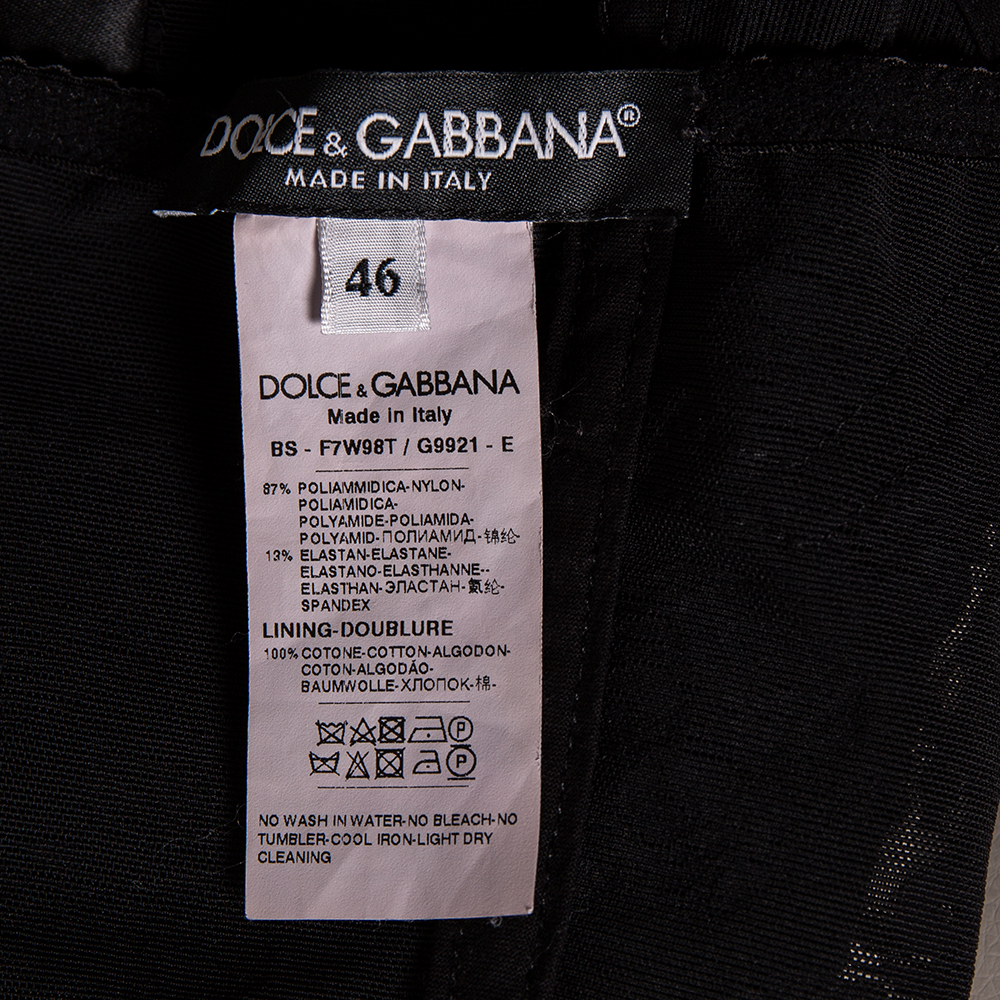 DOLCE & GABBANA®
MADE IN ITALY
46
DOLCE & GABBANA
Made in Italy
BS - F7W98T / G9921 - E
87% POLIAMMIDICA-NYLON-
POLIAMIDICA-
POLYAMIDE-POLIAMIDA-
POLYAMID-ПОЛИАМИД-锦纶-
13% ELASTAN-ELASTANE-
ELASTANO-ELASTHANNE--
ELASTHAN-ЭЛАСТАН-氨纶-
SPANDEX
LINING-DOUBLURE
100% COTONE-COTTON-ALGODON-
COTON-ALGODÁO-
BAUMWOLLE-ХЛОПОК-棉-
P
P
NO WASH IN WATER-NO BLEACH-NO
TUMBLER-COOL IRON-LIGHT DRY
CLEANING